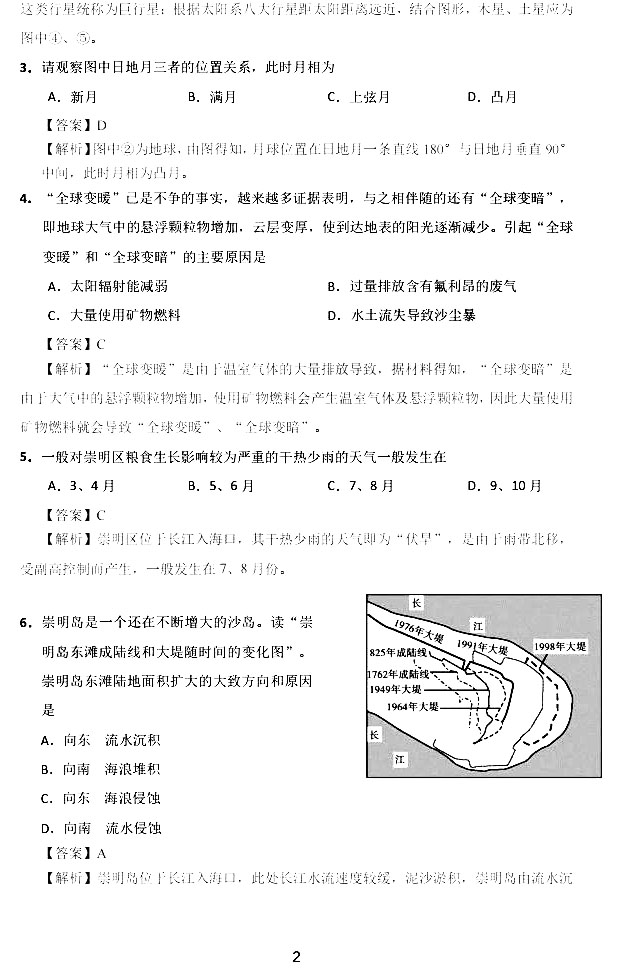 这类行星统称为巨行星；根据太阳系八大行星距太阳距离远近，结合图形，木星、土星应为
图中④、⑤。
3．请观察图中日地月三者的位置关系，此时月相为
A．新月 B．满月 C．上弦月 D．凸月
【答案】D
【解析】图中②为地球，由图得知，月球位置在日地月一条直线 180°与日地月垂直 90°
中间，此时月相为凸月。
4．“全球变暖”已是不争的事实，越来越多证据表明，与之相伴随的还有“全球变暗”，
即地球大气中的悬浮颗粒物增加，云层变厚，使到达地表的阳光逐渐减少。引起“全球
变暖”和“全球变暗”的主要原因是
A．太阳辐射能减弱 B．过量排放含有氟利昂的废气
C．大量使用矿物燃料 D．水土流失导致沙尘暴
【答案】C
【解析】“全球变暖”是由于温室气体的大量排放导致，据材料得知，“全球变暗”是
由于大气中的悬浮颗粒物增加，使用矿物燃料会产生温室气体及悬浮颗粒物，因此大量使用
矿物燃料就会导致“全球变暖”、“全球变暗”。
5．一般对崇明区粮食生长影响较为严重的干热少雨的天气一般发生在
A．3、4 月 B．5、6 月 C．7、8 月 D．9、10 月
【答案】C
【解析】崇明区位于长江入海口，其干热少雨的天气即为“伏旱”，是由于雨带北移，
受副高控制而产生，一般发生在 7、8 月份。
6．崇明岛是一个还在不断增大的沙岛。读“崇
明岛东滩成陆线和大堤随时间的变化图”。
崇明岛东滩陆地面积扩大的大致方向和原因
是
A．向东 流水沉积
B．向南 海浪堆积
C．向东 海浪侵蚀
D．向南 流水侵蚀
长
江
1976年大堤
1991年大堤
1998年大堤
825年成陆线
1762年成陆线
1949年大堤
1964年大堤
长
江
【答案】A
【解析】崇明岛位于长江入海口，此处长江水流速度较缓，泥沙淤积，崇明岛由流水沉
2